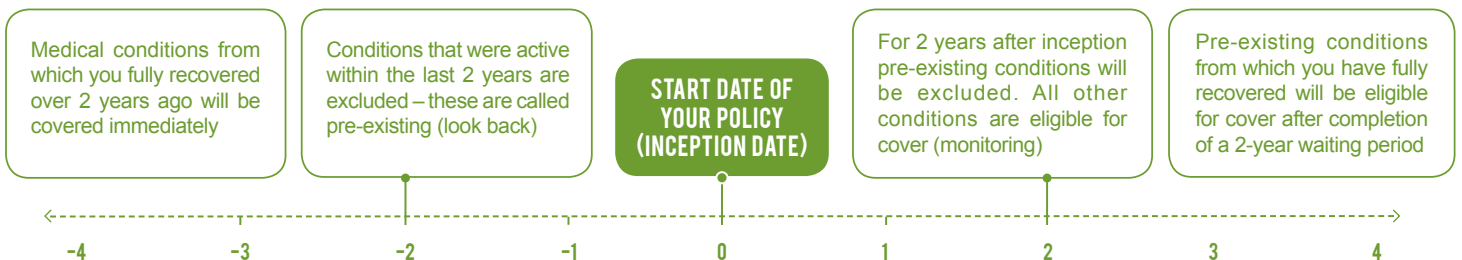 Medical conditions from
which you fully recovered
over 2 years ago will be
covered immediately
Conditions that were active
within the last 2 years are
excluded – these are called
pre-existing (look back)
START DATE OF
YOUR POLICY
(INCEPTION DATE)
For 2 years after inception
pre-existing conditions will
be excluded. All other
conditions are eligible for
cover (monitoring)
Pre-existing conditions
from which you have fully
recovered will be eligible
for cover after completion
of a 2-year waiting period
-4 -3 -2 -1 0 1 2 3 4